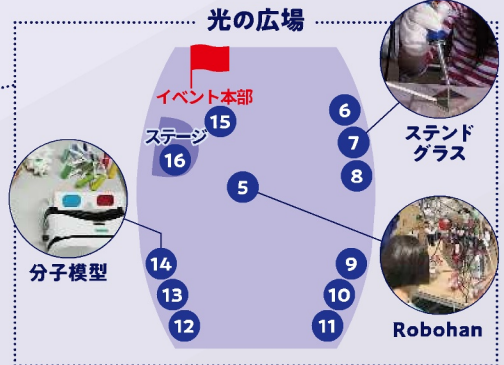 光の広場
イベント本部
15
ステージ
16
6
7
8
5
ステンド
グラス
分子模型
14
13
12
9
10
11
Robohan